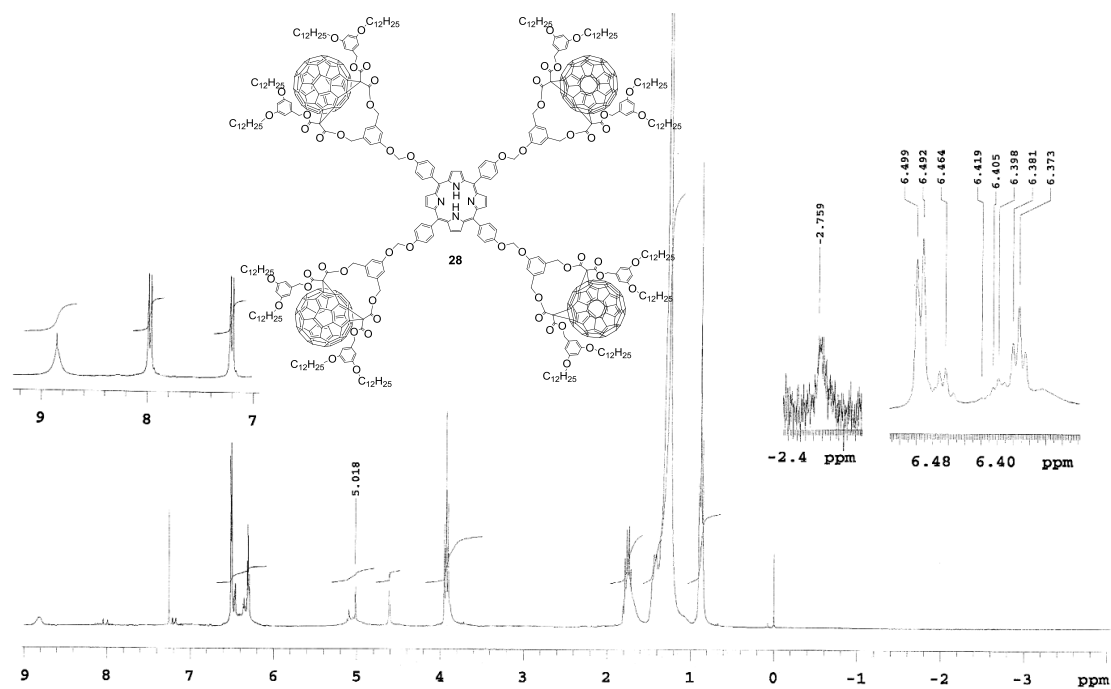 C12H25 O O C12H25
C12H25 O O C12H25
C12H25 O O C12H25
C12H25 O O C12H25
O O O O
O O O O
O O O O
O O O O
N H N
N H N
28
C12H25 O O C12H25
C12H25 O O C12H25
C12H25 O O C12H25
C12H25 O O C12H25
O O O O
O O O O
O O O O
O O O O
9 8 7
5.018
-2.759
-2.4 ppm
6.499
6.492
6.464
6.419
6.405
6.398
6.381
6.373
6.48 6.40 ppm
9 8 7 6 5 4 3 2 1 0 -1 -2 -3 ppm